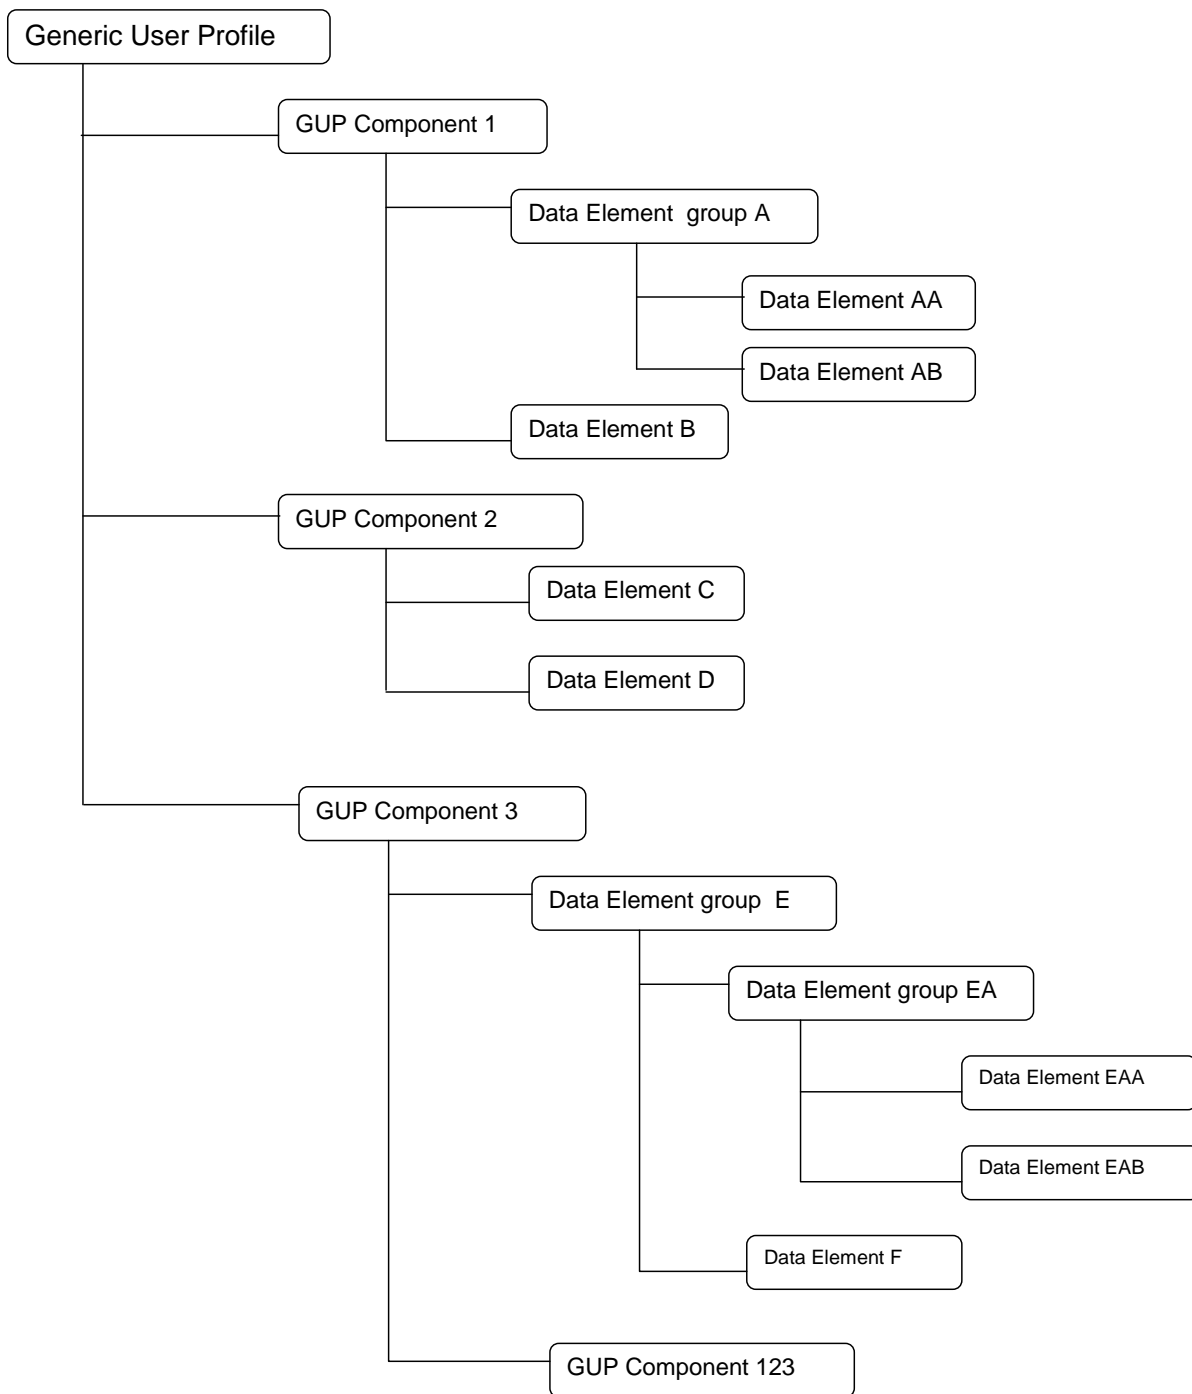 Generic User Profile
GUP Component 1
Data Element  group A
Data Element AA
Data Element AB
Data Element B
GUP Component 2
Data Element C
Data Element D
GUP Component 3
Data Element group  E
Data Element group EA
Data Element EAA
Data Element EAB
Data Element F
GUP Component 123